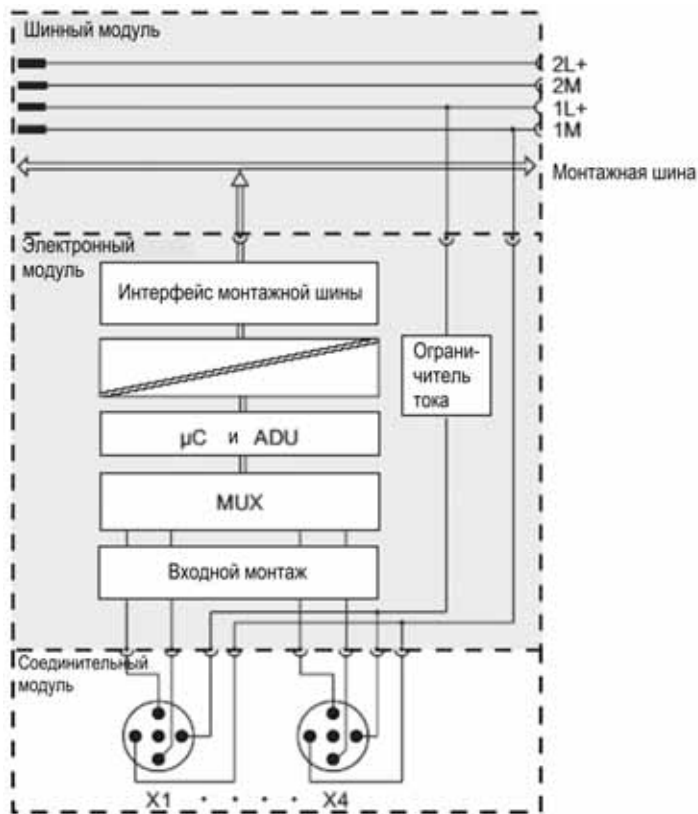 Шинный модуль
2L+
2M
1L+
1M
Монтажная шина
Электронный
модуль
Интерфейс монтажной шины
Ограни-
читель
тока
µC и ADU
MUX
Входной монтаж
Соединительный
модуль
X1 · · · · X4